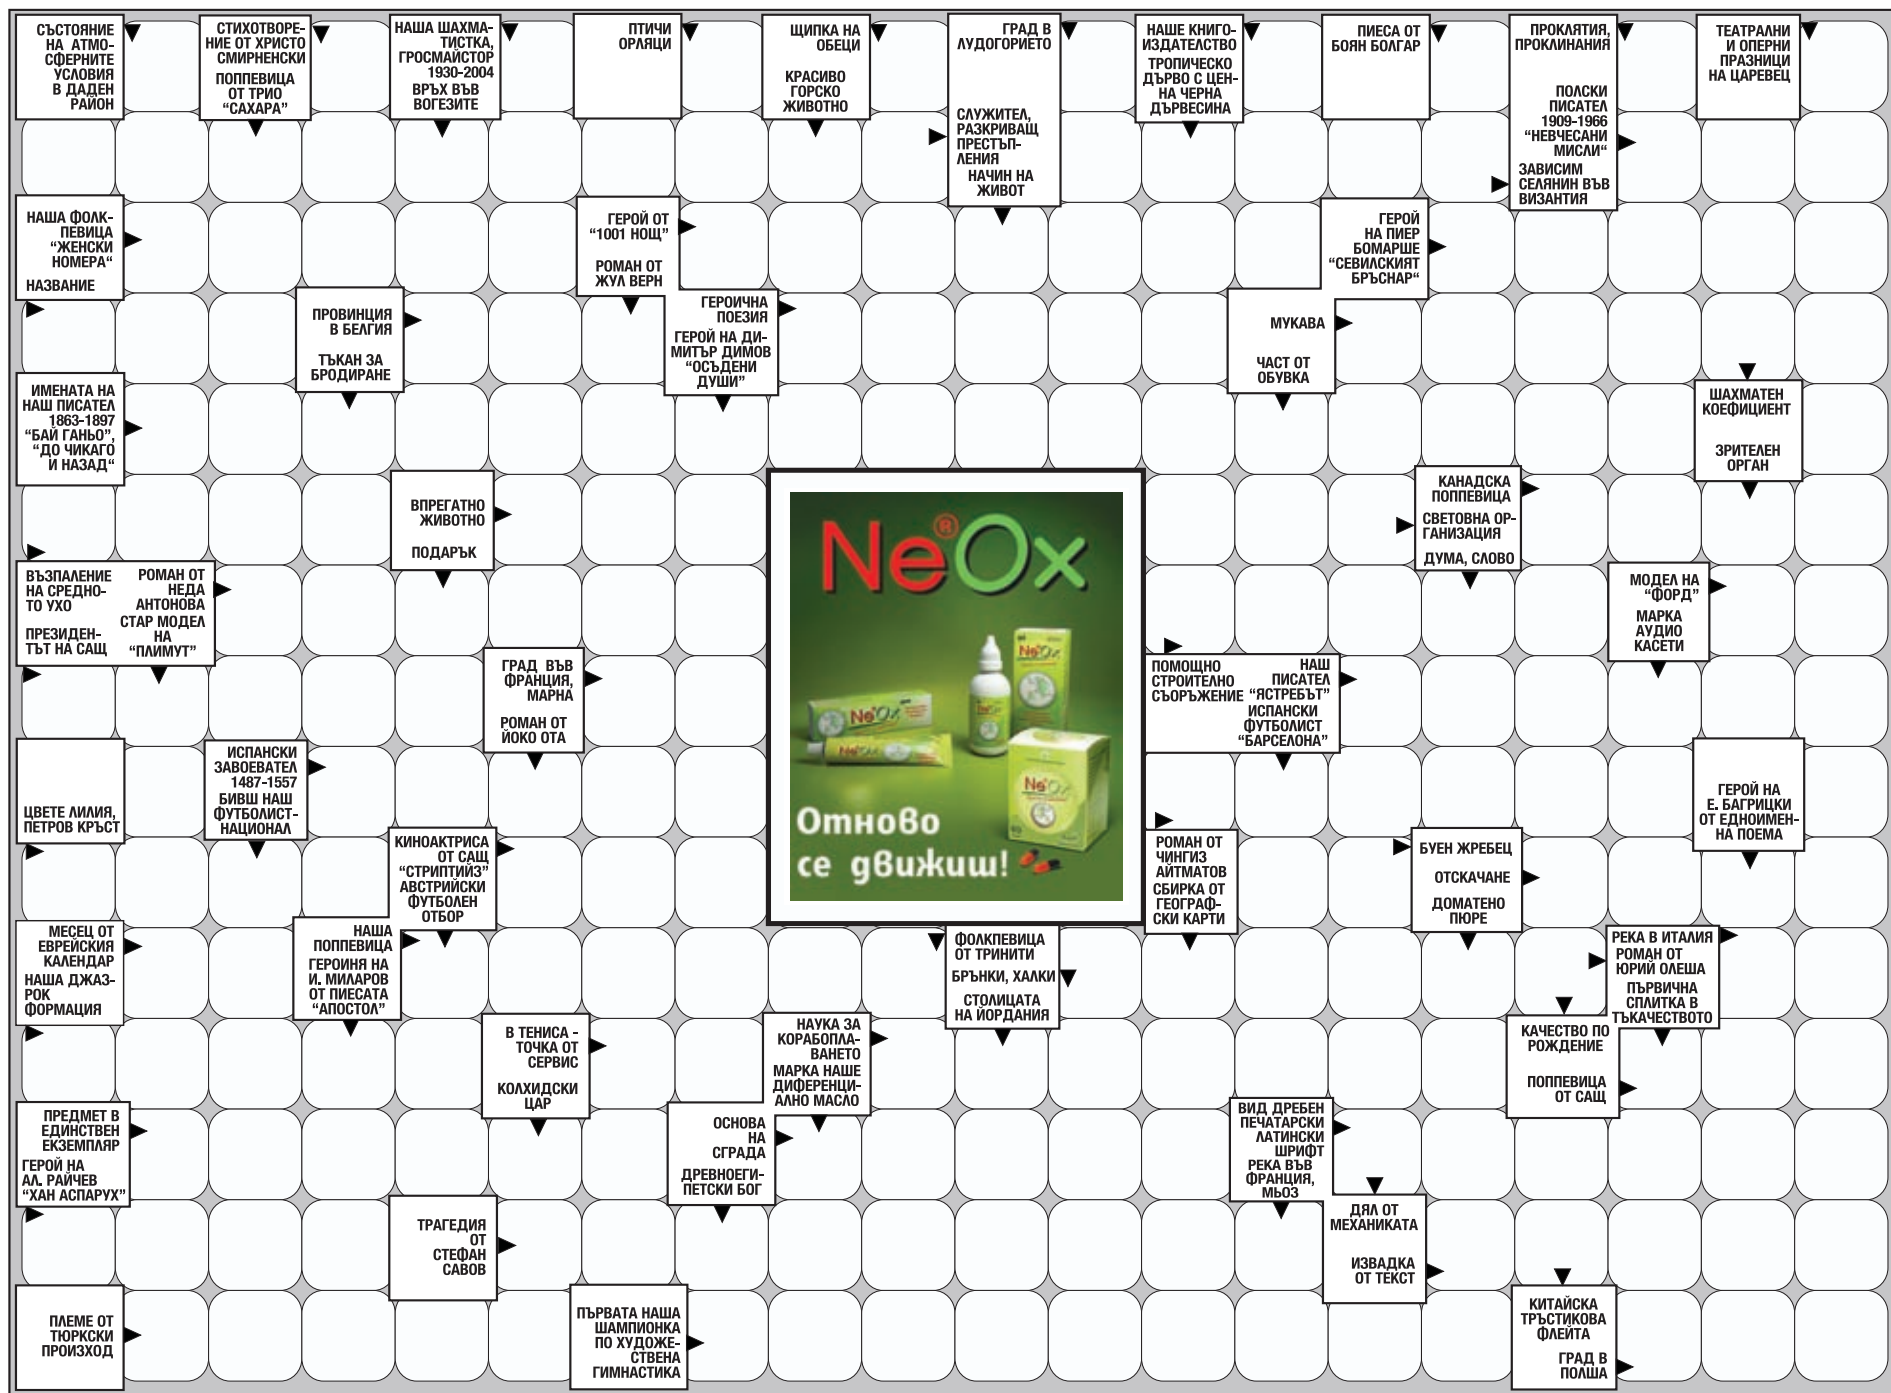 СЪСТОЯНИЕ
НА АТМО-
СФЕРНИТЕ
УСЛОВИЯ
В ДАДЕН
РАЙОН
СТИХОТВОРЕ-
НИЕ ОТ ХРИСТО
СМИРНЕНСКИ
ПОППЕВИЦА
ОТ ТРИО
“САХАРА”
НАША ШАХМА-
ТИСТКА,
ГРОСМАЙСТОР
1930-2004
ВРЪХ ВЪВ
ВОГЕЗИТЕ
ПТИЧИ
ОРЛЯЦИ
ЩИПКА НА
ОБЕЦИ
КРАСИВО
ГОРСКО
ЖИВОТНО
ГРАД В
ЛУДОГОРИЕТО
СЛУЖИТЕЛ,
РАЗКРИВАЩ
ПРЕСТЪП-
ЛЕНИЯ
НАЧИН НА
ЖИВОТ
НАШЕ КНИГО-
ИЗДАТЕЛСТВО
ТРОПИЧЕСКО
ДЪРВО С ЦЕН-
НА ЧЕРНА
ДЪРВЕСИНА
ПИЕСА ОТ
БОЯН БОЛГАР
ПРОКЛЯТИЯ,
ПРОКЛИНАНИЯ
ПОЛСКИ
ПИСАТЕЛ
1909-1966
“НЕВЧЕСАНИ
МИСЛИ“
ЗАВИСИМ
СЕЛЯНИН ВЪВ
ВИЗАНТИЯ
ТЕАТРАЛНИ
И ОПЕРНИ
ПРАЗНИЦИ
НА ЦАРЕВЕЦ
НАША ФОЛК-
ПЕВИЦА
“ЖЕНСКИ
НОМЕРА“
НАЗВАНИЕ
ГЕРОЙ ОТ
“1001 НОЩ”
РОМАН ОТ
ЖУЛ ВЕРН
ГЕРОЙ
НА ПИЕР
БОМАРШЕ
“СЕВИЛСКИЯТ
БРЪСНАР“
ПРОВИНЦИЯ
В БЕЛГИЯ
ТЪКАН ЗА
БРОДИРАНЕ
ГЕРОИЧНА
ПОЕЗИЯ
ГЕРОЙ НА ДИ-
МИТЪР ДИМОВ
“ОСЪДЕНИ
ДУШИ”
МУКАВА
ЧАСТ ОТ
ОБУВКА
ИМЕНАТА НА
НАШ ПИСАТЕЛ
1863-1897
“БАЙ ГАНЬО”,
“ДО ЧИКАГО
И НАЗАД“
ШАХМАТЕН
КОЕФИЦИЕНТ
ЗРИТЕЛЕН
ОРГАН
ВПРЕГАТНО
ЖИВОТНО
ПОДАРЪК
КАНАДСКА
ПОППЕВИЦА
СВЕТОВНА ОР-
ГАНИЗАЦИЯ
ДУМА, СЛОВО
Ne®Ox
ВЪЗПАЛЕНИЕ
НА СРЕДНО-
ТО УХО
ПРЕЗИДЕН-
ТЪТ НА САЩ
РОМАН ОТ
НЕДА
АНТОНОВА
СТАР МОДЕЛ
НА
“ПЛИМУТ”
МОДЕЛ НА
“ФОРД”
МАРКА
АУДИО
КАСЕТИ
ГРАД ВЪВ
ФРАНЦИЯ,
МАРНА
РОМАН ОТ
ЙОКО ОТА
ПОМОЩНО
СТРОИТЕЛНО
СЪОРЪЖЕНИЕ
НАШ
ПИСАТЕЛ
“ЯСТРЕБЪТ”
ИСПАНСКИ
ФУТБОЛИСТ
“БАРСЕЛОНА”
NeOx
NeOx
NeOx
NeOx
Отново
се движиш!
ЦВЕТЕ ЛИЛИЯ,
ПЕТРОВ КРЪСТ
ИСПАНСКИ
ЗАВОЕВАТЕЛ
1487-1557
БИВШ НАШ
ФУТБОЛИСТ-
НАЦИОНАЛ
ГЕРОЙ НА
Е. БАГРИЦКИ
ОТ ЕДНОИМЕН-
НА ПОЕМА
КИНОАКТРИСА
ОТ САЩ
“СТРИПТИЙЗ”
АВСТРИЙСКИ
ФУТБОЛЕН
ОТБОР
РОМАН ОТ
ЧИНГИЗ
АЙТМАТОВ
СБИРКА ОТ
ГЕОГРАФ-
СКИ КАРТИ
БУЕН ЖРЕБЕЦ
ОТСКАЧАНЕ
ДОМАТЕНО
ПЮРЕ
МЕСЕЦ ОТ
ЕВРЕЙСКИЯ
КАЛЕНДАР
НАША ДЖАЗ-
РОК
ФОРМАЦИЯ
НАША
ПОППЕВИЦА
ГЕРОИНЯ НА
И. МИЛАРОВ
ОТ ПИЕСАТА
“АПОСТОЛ”
ФОЛКПЕВИЦА
ОТ ТРИНИТИ
БРЪНКИ, ХАЛКИ
СТОЛИЦАТА
НА ЙОРДАНИЯ
РЕКА В ИТАЛИЯ
РОМАН ОТ
ЮРИЙ ОЛЕША
ПЪРВИЧНА
СПЛИТКА В
ТЪКАЧЕСТВОТО
В ТЕНИСА -
ТОЧКА ОТ
СЕРВИС
КОЛХИДСКИ
ЦАР
НАУКА ЗА
КОРАБОПЛА-
ВАНЕТО
МАРКА НАШЕ
ДИФЕРЕНЦИ-
АЛНО МАСЛО
КАЧЕСТВО ПО
РОЖДЕНИЕ
ПОППЕВИЦА
ОТ САЩ
ПРЕДМЕТ В
ЕДИНСТВЕН
ЕКЗЕМПЛЯР
ГЕРОЙ НА
АЛ. РАЙЧЕВ
“ХАН АСПАРУХ”
ОСНОВА
НА
СГРАДА
ДРЕВНОЕГИ-
ПЕТСКИ БОГ
ВИД ДРЕБЕН
ПЕЧАТАРСКИ
ЛАТИНСКИ
ШРИФТ
РЕКА ВЪВ
ФРАНЦИЯ,
МЬОЗ
ТРАГЕДИЯ
ОТ
СТЕФАН
САВОВ
ДЯЛ ОТ
МЕХАНИКАТА
ИЗВАДКА
ОТ ТЕКСТ
ПЛЕМЕ ОТ
ТЮРКСКИ
ПРОИЗХОД
ПЪРВАТА НАША
ШАМПИОНКА
ПО ХУДОЖЕ-
СТВЕНА
ГИМНАСТИКА
КИТАЙСКА
ТРЪСТИКОВА
ФЛЕЙТА
ГРАД В
ПОЛША